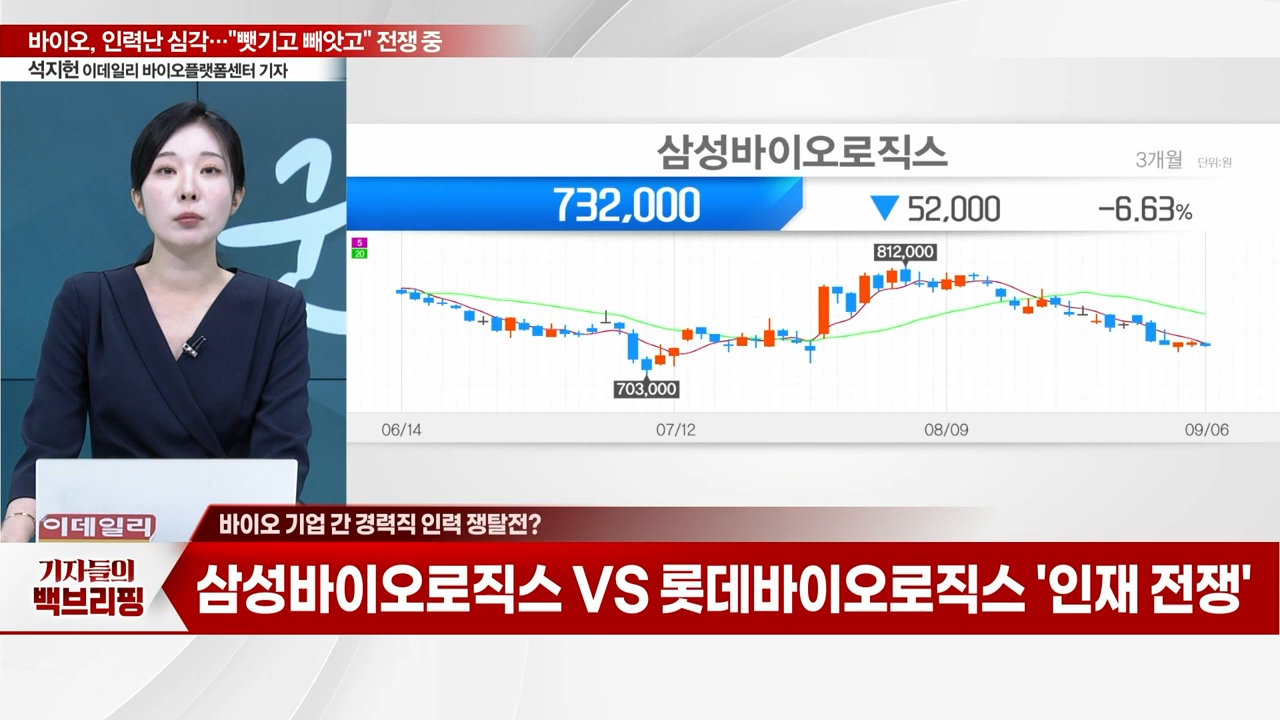 바이오, 인력난 심각…"뺏기고 빼앗고" 전쟁 중
석지헌 이데일리 바이오플랫폼센터 기자
삼성바이오로직스
3개월 단위:원
732,000 ▼ 52,000 -6.63%
5
20
812,000
703,000
06/14 07/12 08/09 09/06
이데일리
바이오 기업 간 경력직 인력 쟁탈전?
기자들의
백브리핑
삼성바이오로직스 VS 롯데바이오로직스 '인재 전쟁'